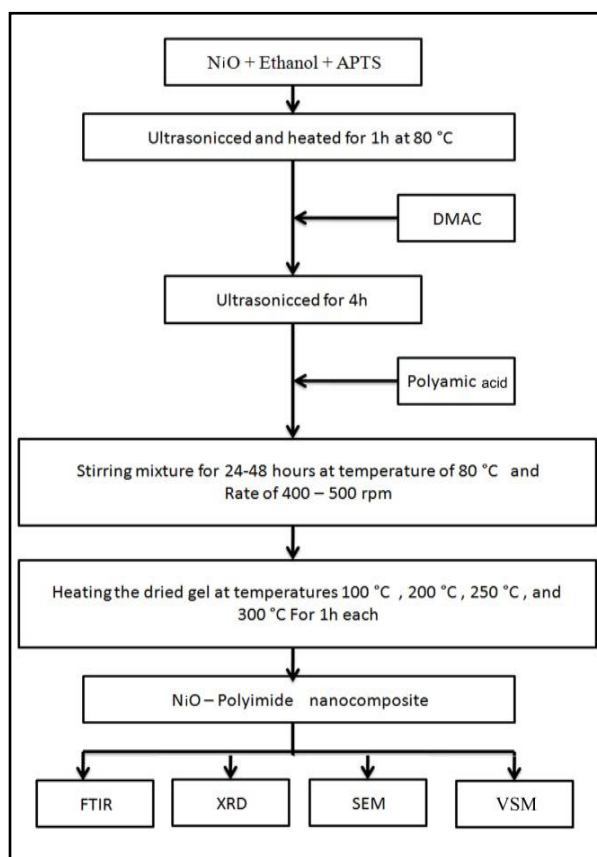 NiO + Ethanol + APTS
Ultrasonicced and heated for 1h at 80 °C
DMAC
Ultrasonicced for 4h
Polyamic acid
Stirring mixture for 24-48 hours at temperature of 80 °C and
Rate of 400 – 500 rpm
Heating the dried gel at temperatures 100 °C , 200 °C , 250 °C , and
300 °C For 1h each
NiO – Polyimide nanocomposite
FTIR
XRD
SEM
VSM